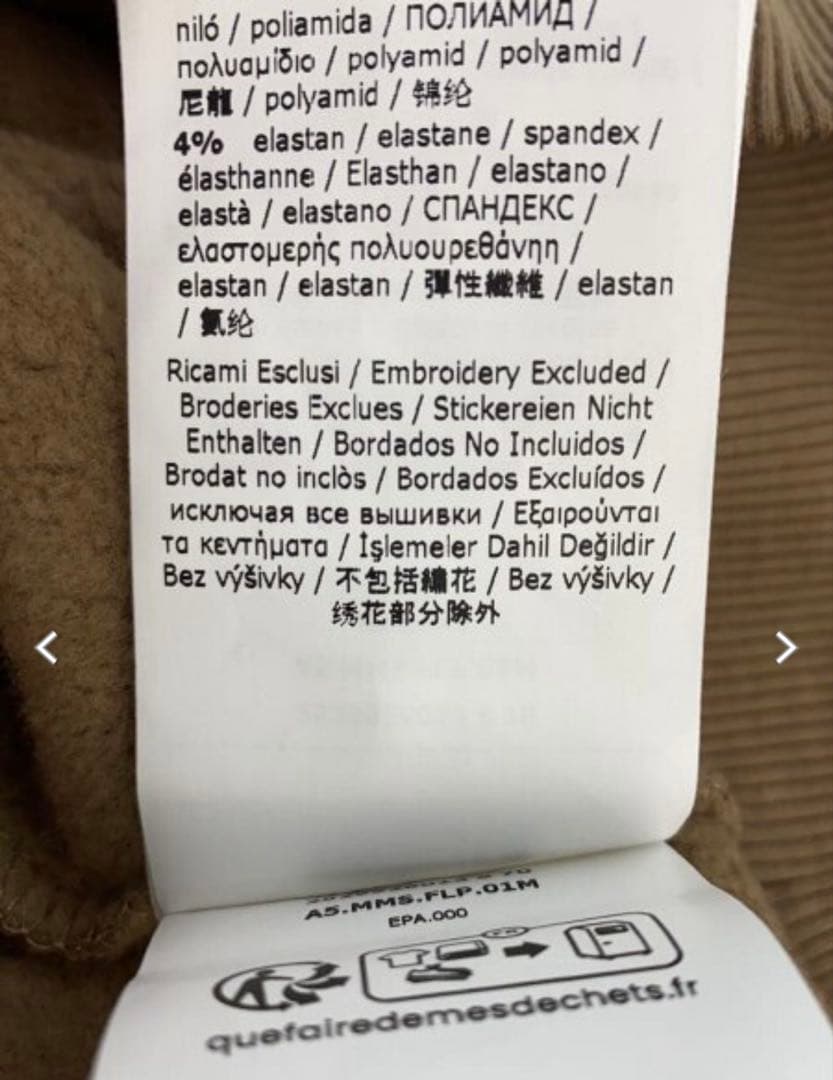 niló / poliamida / ПОЛИАМИД /
πολυαμίδιο / polyamid / polyamid /
尼龍 / polyamid / 锦纶
4% elastan / elastane / spandex /
élasthanne / Elasthan / elastano /
elastà / elastano / СПАНДЕКС /
ελαστομερής πολυουρεθάνηη /
elastan / elastan / 彈性纖維 / elastan
/ 氨纶
Ricami Esclusi / Embroidery Excluded /
Broderies Exclues / Stickereien Nicht
Enthalten / Bordados No Incluidos /
Brodat no inclòs / Bordados Excluídos /
исключая все вышивки / Εξαιρούνται
τα κεντήματα / İşlemeler Dahil Değildir /
Bez výšivky / 不包括繡花 / Bez výšivky /
绣花部分除外
A5.MMS.FLP.01M
EPA.000
quefairedemesdechets.fr